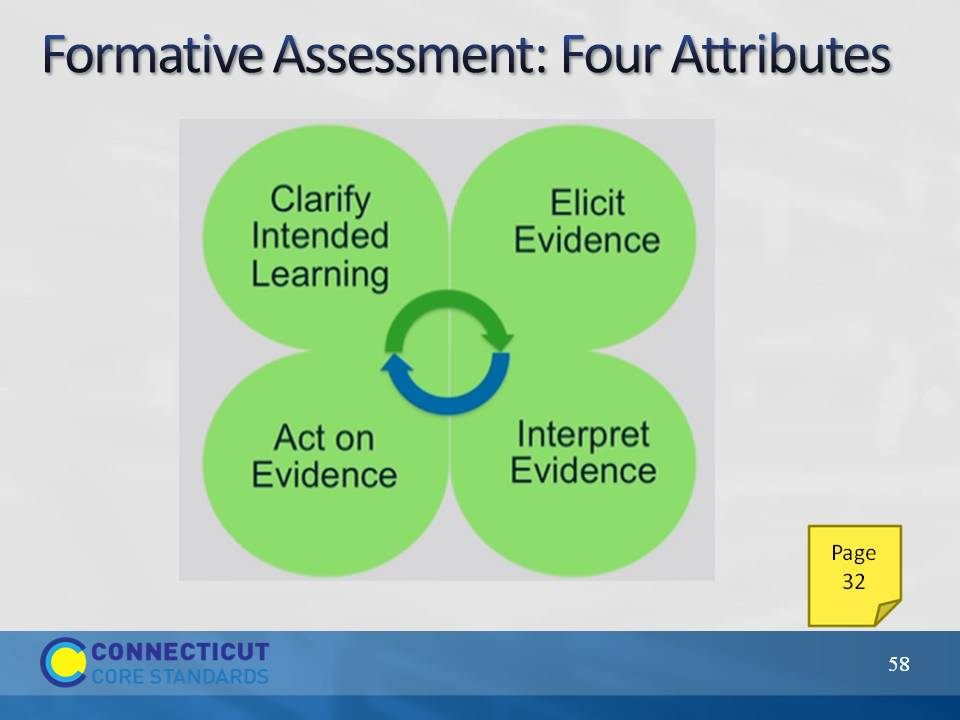 Formative Assessment: Four Attributes
Clarify
Intended
Learning
Elicit
Evidence
Act on
Evidence
Interpret
Evidence
Page
32
CONNECTICUT
CORE STANDARDS
58